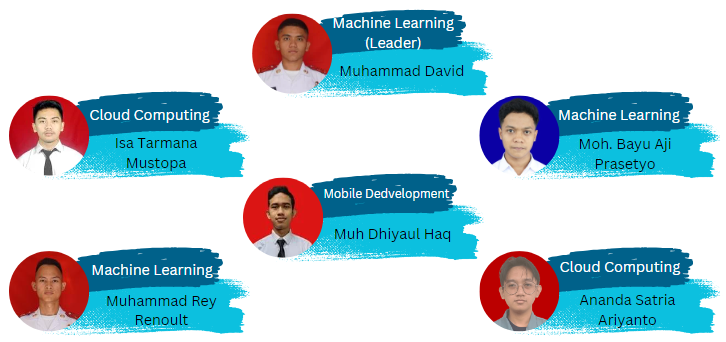 Machine Learning
(Leader)
Muhammad David
Cloud Computing
Isa Tarmana
Mustopa
Machine Learning
Moh. Bayu Aji
Prasetyo
Mobile Dedvelopment
Muh Dhiyaul Haq
Machine Learning
Muhammad Rey
Renoult
Cloud Computing
Ananda Satria
Ariyanto